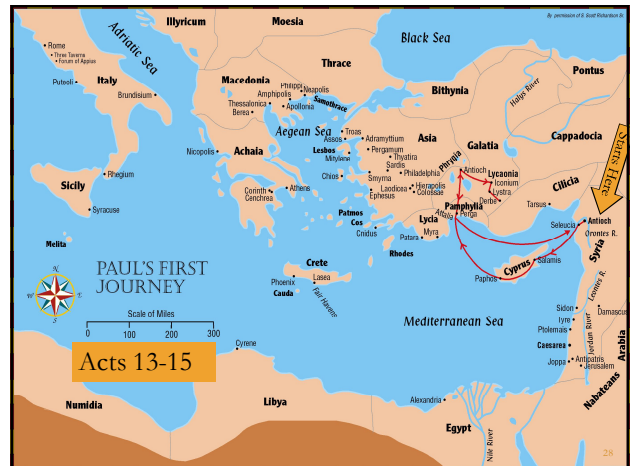 By permission of S. Scott Richardson Sr.
Illyricum
Moesia
Black Sea
Adriatic Sea
Rome
Three Taverns
Forum of Appius
Italy
Puteoli
Brundisium
Thrace
Macedonia
Philippi
Neapolis
Amphipolis
Thessalonica
Apollonia
Berea
Samothrace
Bithynia
Pontus
Halys River
Aegean Sea
Troas
Assos
Adramyttium
Asia
Galatia
Cappadocia
Starts Here
Nicopolis
Achaia
Lesbos
Mitylene
Pergamum
Thyatira
Sardis
Philadelphia
Phrygia
Antioch
Lycaonia
Iconium
Lystra
Derbe
Cilicia
Tarsus
Sicily
Rhegium
Syracuse
Chios
Smyrna
Ephesus
Laodicea
Hierapolis
Colossae
Corinth
Cenchrea
Athens
Pamphylia
Attalia
Perga
Seleucia
Antioch
Orontes R.
Syria
Patmos
Cos
Cnidus
Lycia
Patara
Myra
Rhodes
Melita
Cyprus
Salamis
Paphos
PAUL'S FIRST
JOURNEY
N
W
E
S
Crete
Phoenix
Lasea
Cauda
Fair Havens
Leontes R.
Scale of Miles
0
100
200
300
Mediterranean Sea
Sidon
Tyre
Damascus
Ptolemais
Caesarea
Jordan River
Joppa
Antipatris
Jerusalem
Arabia
Nabateans
Acts 13-15
Cyrene
Alexandria
Numidia
Libya
Egypt
Nile River
28